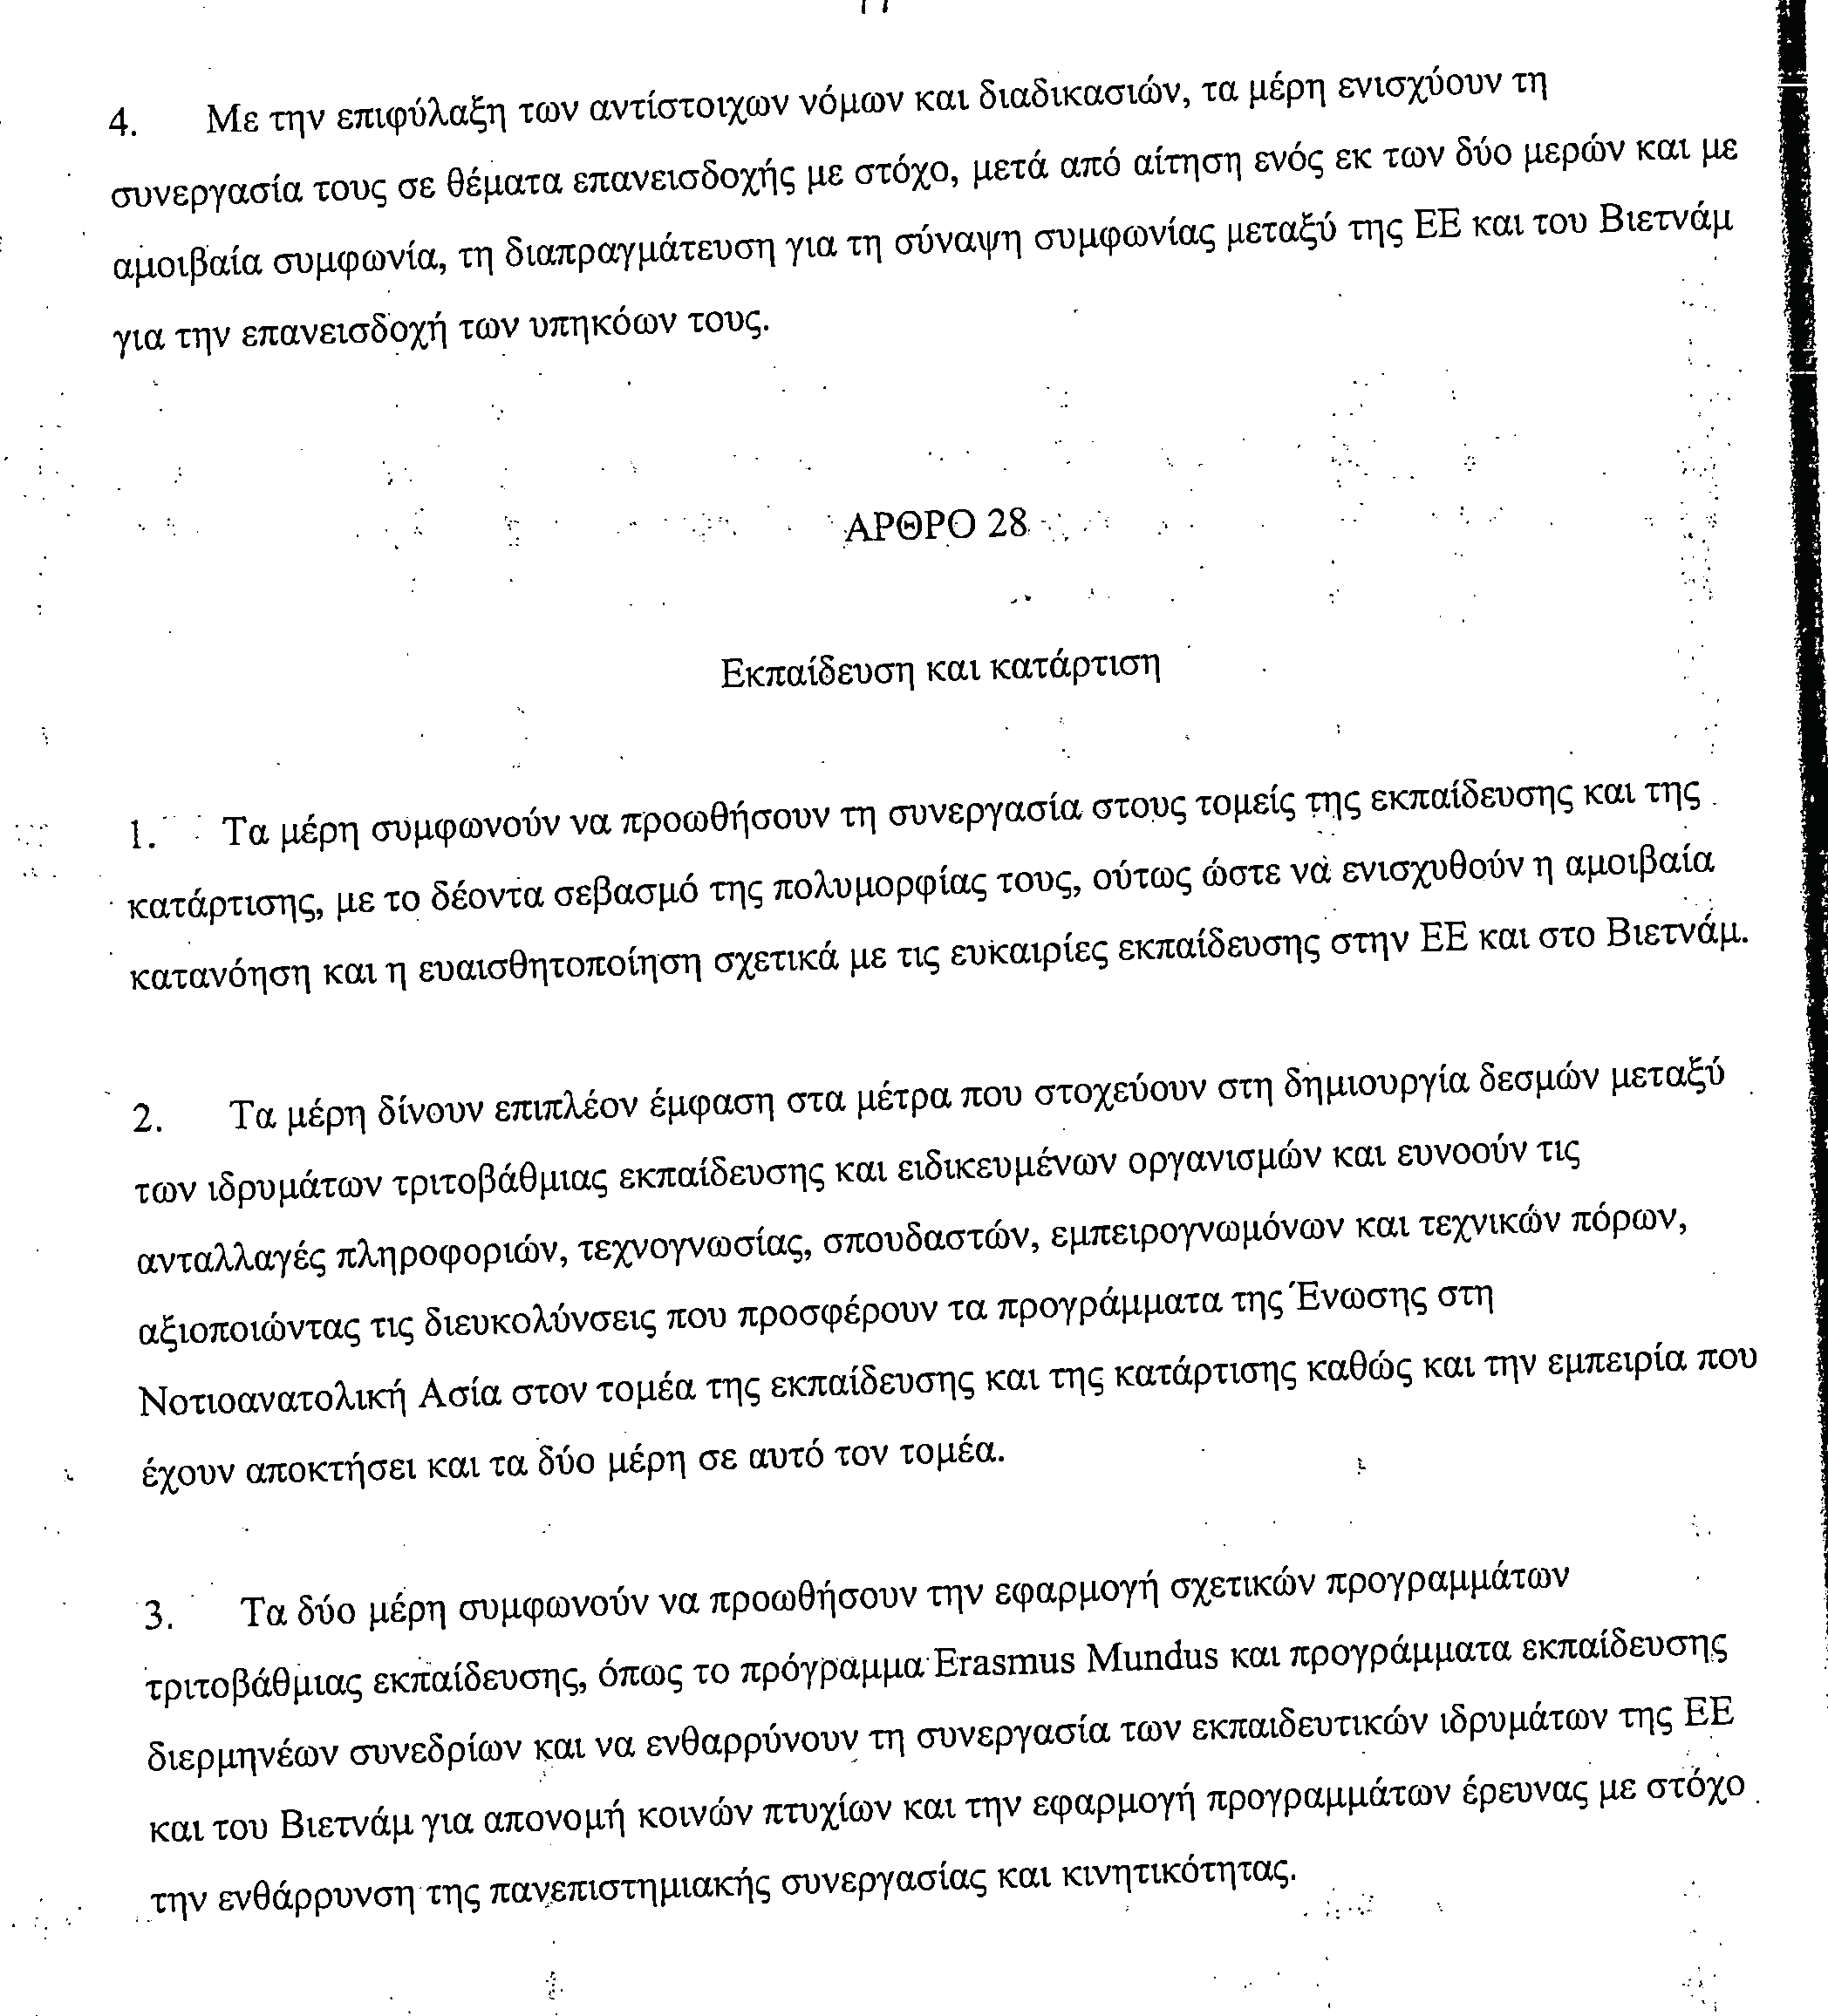 4. Με την επιφύλαξη των αντίστοιχων νόμων και διαδικασιών, τα μέρη ενισχύουν τη
συνεργασία τους σε θέματα επανεισδοχής με στόχο, μετά από αίτηση ενός εκ των δύο μερών και με
αμοιβαία συμφωνία, τη διαπραγμάτευση για τη σύναψη συμφωνίας μεταξύ της ΕΕ και του Βιετνάμ
για την επανεισδοχή των υπηκόων τους.
ΑΡΘΡΟ 28
Εκπαίδευση και κατάρτιση
1. Τα μέρη συμφωνούν να προωθήσουν τη συνεργασία στους τομείς της εκπαίδευσης και της
κατάρτισης, με το δέοντα σεβασμό της πολυμορφίας τους, ούτως ώστε να ενισχυθούν η αμοιβαία
κατανόηση και η ευαισθητοποίηση σχετικά με τις ευκαιρίες εκπαίδευσης στην ΕΕ και στο Βιετνάμ.
2. Τα μέρη δίνουν επιπλέον έμφαση στα μέτρα που στοχεύουν στη δημιουργία δεσμών μεταξύ
των ιδρυμάτων τριτοβάθμιας εκπαίδευσης και ειδικευμένων οργανισμών και ευνοούν τις
ανταλλαγές πληροφοριών, τεχνογνωσίας, σπουδαστών, εμπειρογνωμόνων και τεχνικών πόρων,
αξιοποιώντας τις διευκολύνσεις που προσφέρουν τα προγράμματα της Ένωσης στη
Νοτιοανατολική Ασία στον τομέα της εκπαίδευσης και της κατάρτισης καθώς και την εμπειρία που
έχουν αποκτήσει και τα δύο μέρη σε αυτό τον τομέα.
3. Τα δύο μέρη συμφωνούν να προωθήσουν την εφαρμογή σχετικών προγραμμάτων
τριτοβάθμιας εκπαίδευσης, όπως το πρόγραμμα Erasmus Mundus και προγράμματα εκπαίδευσης
διερμηνέων συνεδρίων και να ενθαρρύνουν τη συνεργασία των εκπαιδευτικών ιδρυμάτων της ΕΕ
και του Βιετνάμ για απονομή κοινών πτυχίων και την εφαρμογή προγραμμάτων έρευνας με στόχο
την ενθάρρυνση της πανεπιστημιακής συνεργασίας και κινητικότητας.